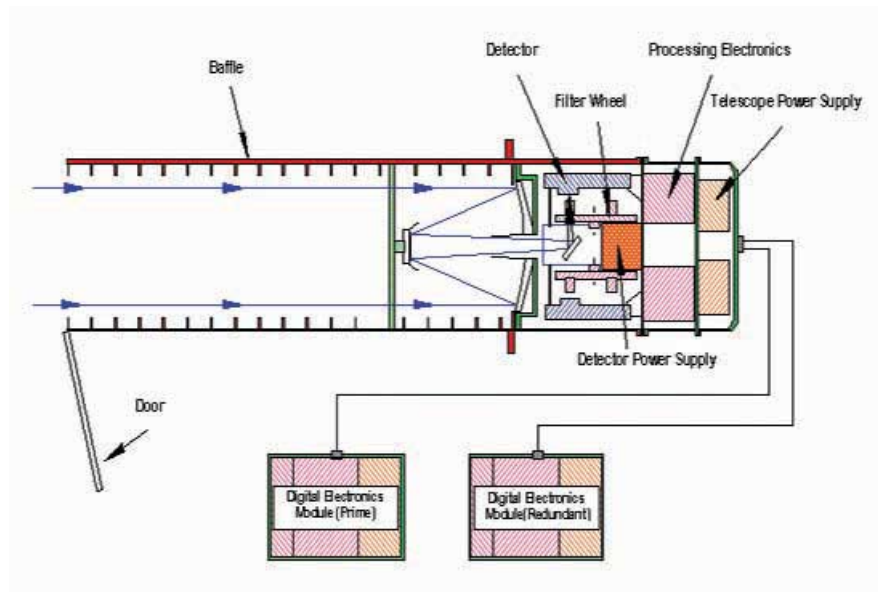 Detector
Processing Electronics
Baffle
Filter Wheel
Telescope Power Supply
Detector Power Supply
Door
Digital Electronics
Module (Prime)
Digital Electronics
Module(Redundant)